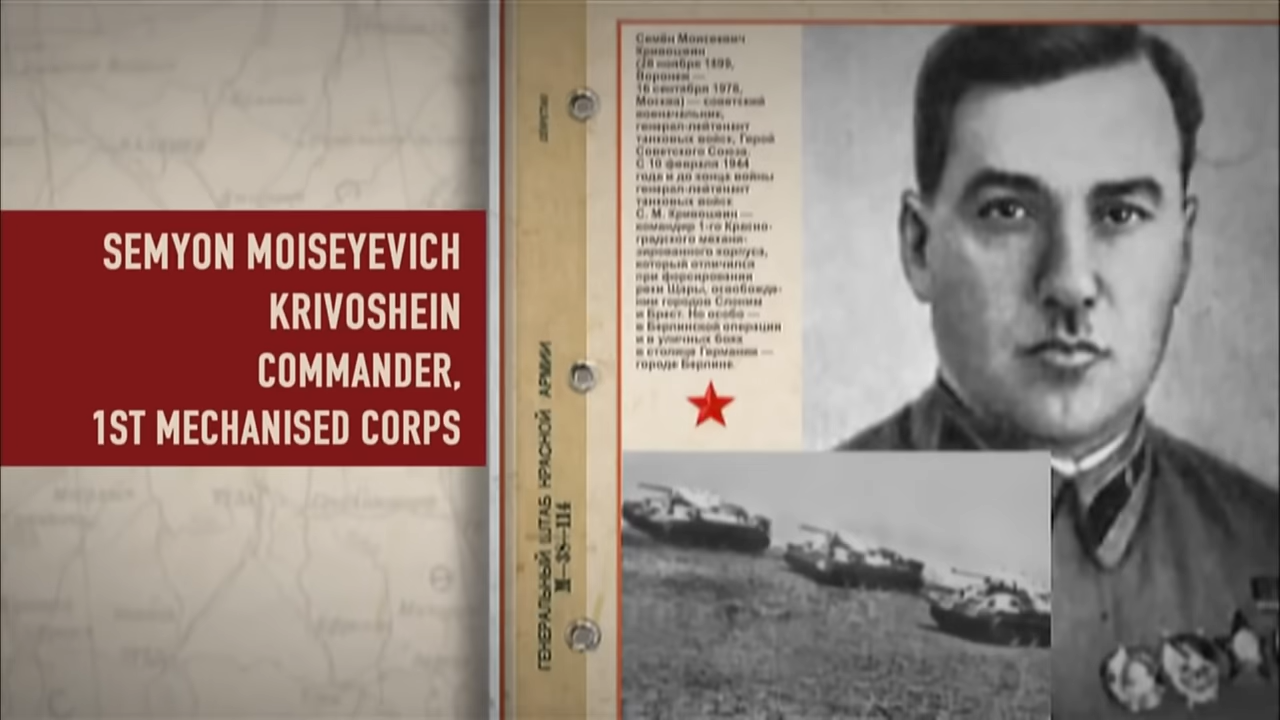 SEMYON MOISEYEVICH
KRIVOSHEIN
COMMANDER,
1ST MECHANISED CORPS
ГЕНЕРАЛЬНЫЙ ШТАБ КРАСНОЙ АРМИИ
М-38-114
Семён Моисеевич
Кривошеин
(28 ноября 1899,
Воронеж —
16 сентября 1978,
Москва) — советский
военачальник,
генерал-лейтенант
танковых войск, Герой
Советского Союза.
С 10 февраля 1944
года и до конца войны
генерал-лейтенант
танковых войск
С. М. Кривошеин —
командир 1-го Красно-
градского механи-
зированного корпуса,
который отличился
при форсировании
реки Щары, освобожде-
нии городов Слоним
и Брест. Но особо —
в Берлинской операции
и в уличных боях
в столице Германии —
городе Берлине.